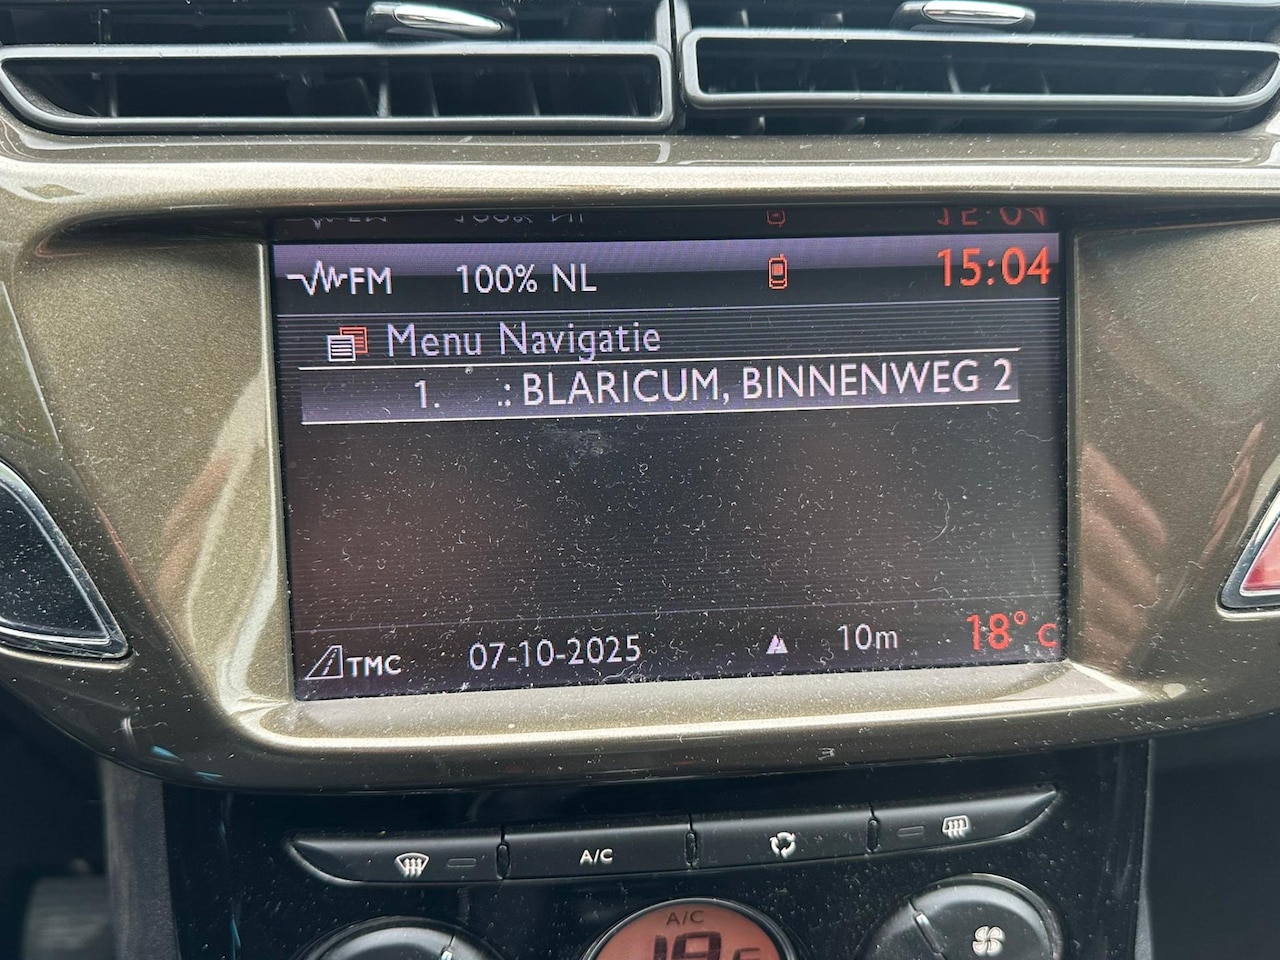 FM 100% NL 15:04
Menu Navigatie
1. .: BLARICUM, BINNENWEG 2
TMC 07-10-2025 10m 18° C
A/C
A/C